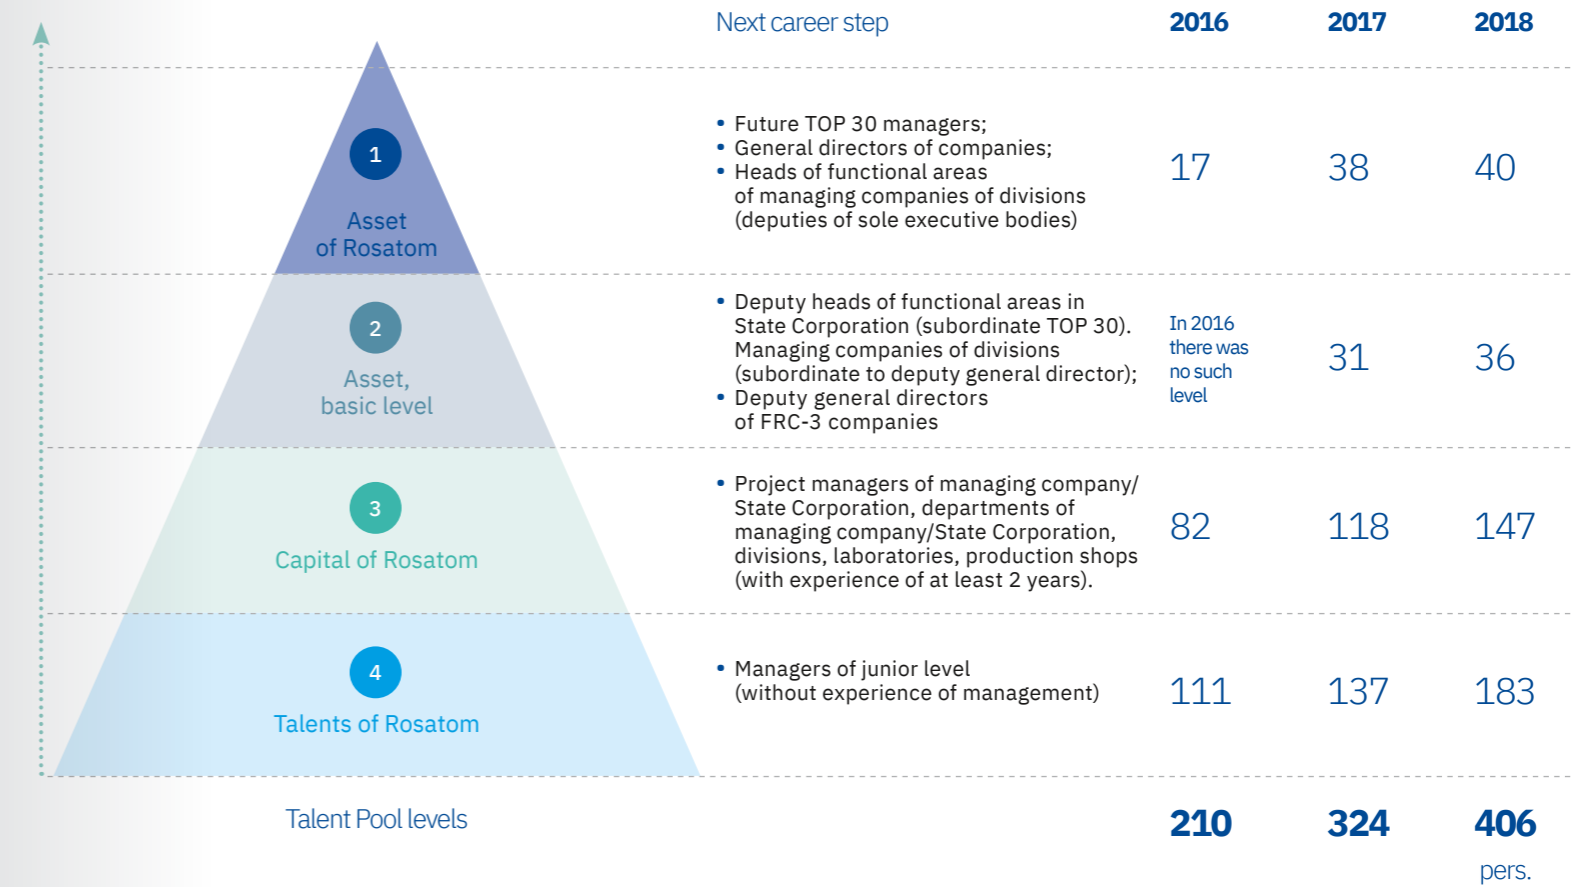 Next career step 2016 2017 2018
1
Asset
of Rosatom
• Future TOP 30 managers;
• General directors of companies;
• Heads of functional areas
of managing companies of divisions
(deputies of sole executive bodies)
17 38 40
2
Asset,
basic level
• Deputy heads of functional areas in
State Corporation (subordinate TOP 30).
Managing companies of divisions
(subordinate to deputy general director);
• Deputy general directors
of FRC-3 companies
In 2016
there was
no such
level
31 36
3
Capital of Rosatom
• Project managers of managing company/
State Corporation, departments of
managing company/State Corporation,
divisions, laboratories, production shops
(with experience of at least 2 years).
82 118 147
4
Talents of Rosatom
• Managers of junior level
(without experience of management)
111 137 183
Talent Pool levels
210 324 406
pers.